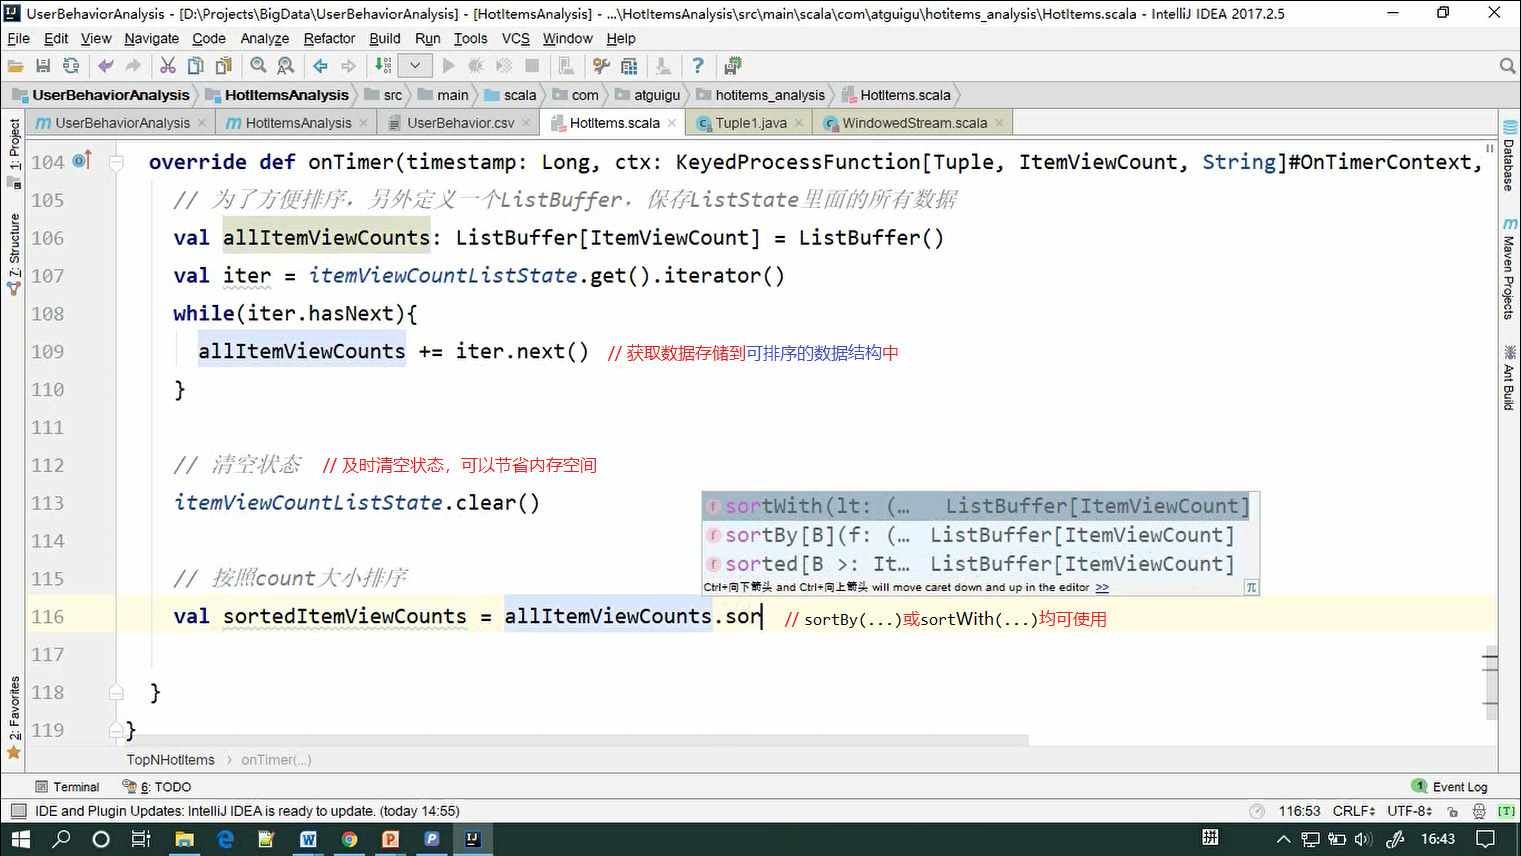 UserBehaviorAnalysis - [D:\Projects\BigData\UserBehaviorAnalysis] - [HotItemsAnalysis] - ...\HotItemsAnalysis\src\main\scala\com\atguigu\hotitems_analysis\HotItems.scala - IntelliJ IDEA 2017.2.5
File Edit View Navigate Code Analyze Refactor Build Run Tools VCS Window Help
UserBehaviorAnalysis HotItemsAnalysis src main scala com atguigu hotitems_analysis HotItems.scala
UserBehaviorAnalysis HotItemsAnalysis UserBehavior.csv HotItems.scala Tuple1.java WindowedStream.scala
1: Project
7: Structure
2: Favorites
Database
Maven Projects
Ant Build
104 override def onTimer(timestamp: Long, ctx: KeyedProcessFunction[Tuple, ItemViewCount, String]#OnTimerContext,
105 // 为了方便排序，另外定义一个ListBuffer，保存ListState里面的所有数据
106 val allItemViewCounts: ListBuffer[ItemViewCount] = ListBuffer()
107 val iter = itemViewCountListState.get().iterator()
108 while(iter.hasNext){
109 allItemViewCounts += iter.next() // 获取数据存储到可排序的数据结构中
110 }
111
112 // 清空状态 // 及时清空状态，可以节省内存空间
113 itemViewCountListState.clear()
sortWith(lt: (… ListBuffer[ItemViewCount]
114
sortBy[B](f: (… ListBuffer[ItemViewCount]
sorted[B >: It… ListBuffer[ItemViewCount]
115 // 按照count大小排序
Ctrl+向下箭头 and Ctrl+向上箭头 will move caret down and up in the editor >> π
116 val sortedItemViewCounts = allItemViewCounts.sor // sortBy(...)或sortWith(...)均可使用
117
118 }
119 }
TopNHotItems › onTimer(...)
Terminal 6: TODO 1 Event Log
IDE and Plugin Updates: IntelliJ IDEA is ready to update. (today 14:55) 116:53 CRLF UTF-8 [T]
拼 16:43